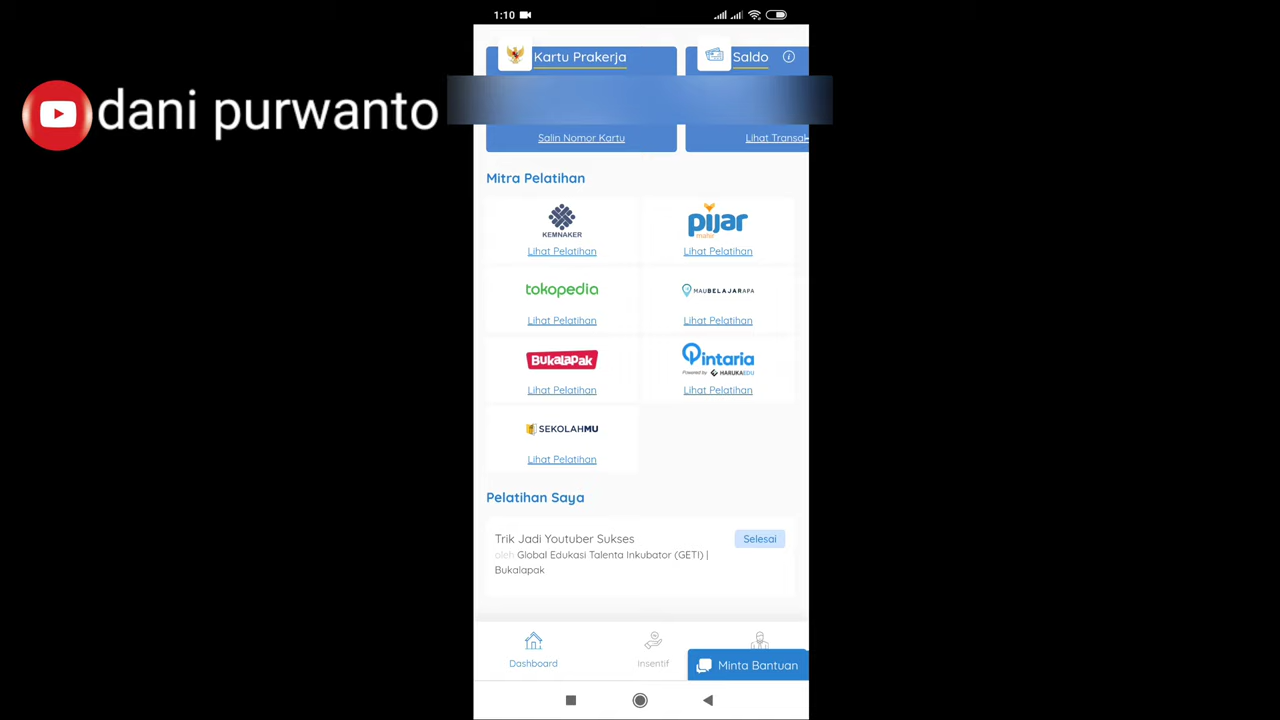 1:10
Kartu Prakerja
Saldo
dani purwanto
Salin Nomor Kartu
Lihat Transak
Mitra Pelatihan
KEMNAKER
Lihat Pelatihan
pijar
mahir
Lihat Pelatihan
tokopedia
Lihat Pelatihan
MAUBELAJARAPA
Lihat Pelatihan
BukaLapak
Lihat Pelatihan
Qintaria
Powered by HARUKAEDU
Lihat Pelatihan
SEKOLAHMU
Lihat Pelatihan
Pelatihan Saya
Trik Jadi Youtuber Sukses
Selesai
oleh Global Edukasi Talenta Inkubator (GETI) |
Bukalapak
Dashboard
Insentif
Minta Bantuan